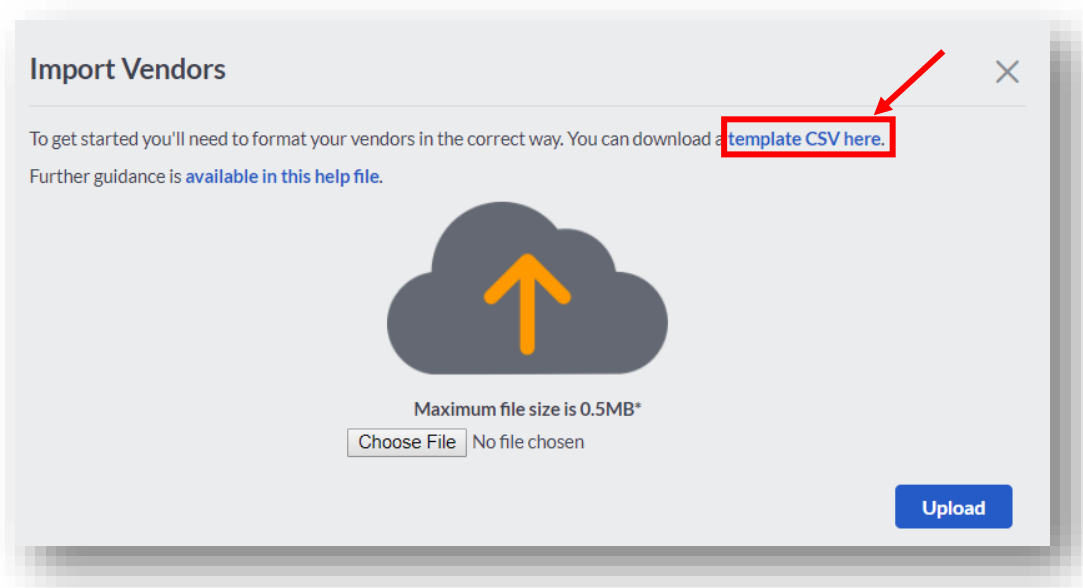 Import Vendors
To get started you'll need to format your vendors in the correct way. You can download a template CSV here.
Further guidance is available in this help file.
Maximum file size is 0.5MB*
Choose File No file chosen
Upload